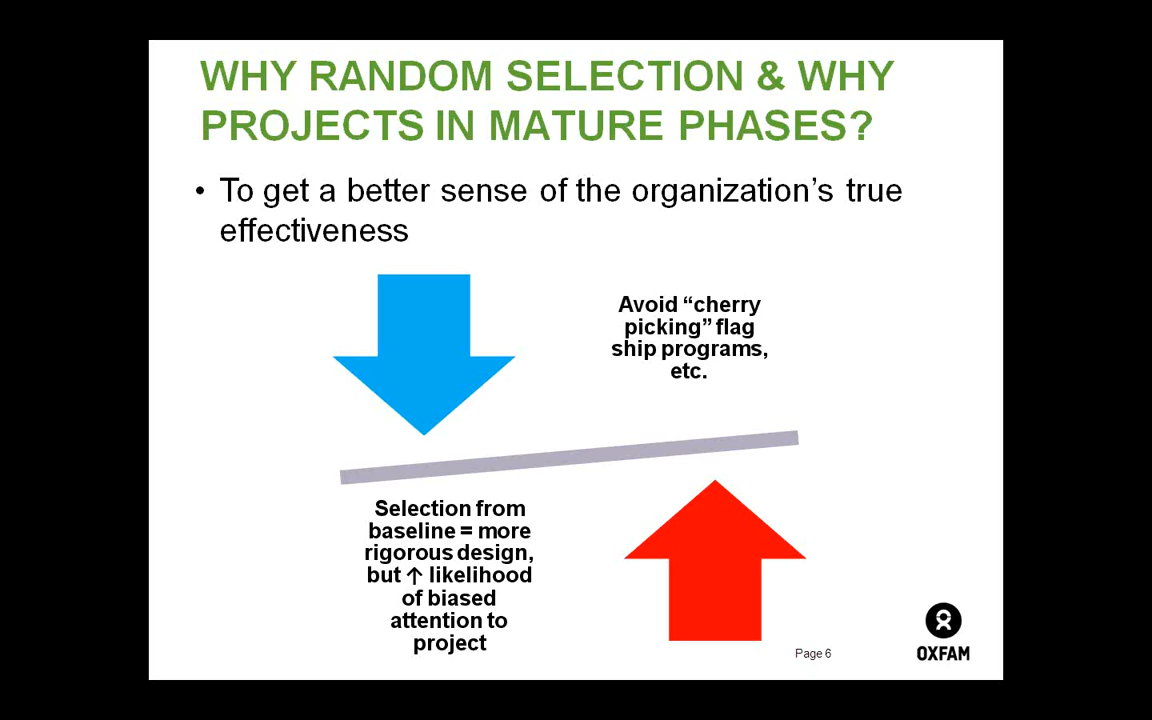 WHY RANDOM SELECTION & WHY
PROJECTS IN MATURE PHASES?
• To get a better sense of the organization’s true
effectiveness
Avoid “cherry
picking” flag
ship programs,
etc.
Selection from
baseline = more
rigorous design,
but ↑ likelihood
of biased
attention to
project
Page 6
OXFAM